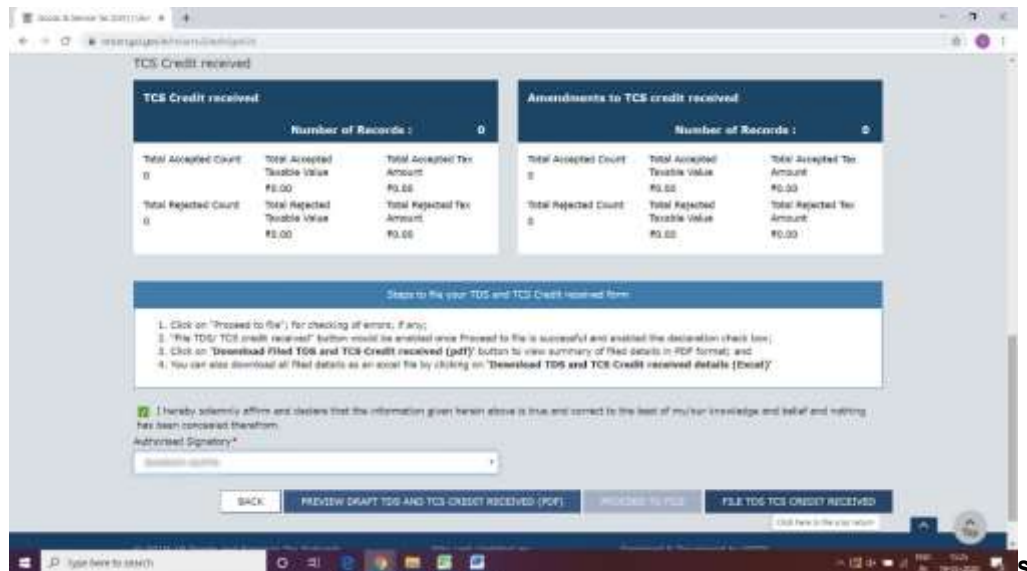 TCS Credit received
TCS Credit received
Number of Records : 0
Total Accepted Count
0
Total Accepted Taxable Value
₹0.00
Total Accepted Tax Amount
₹0.00
Total Rejected Count
0
Total Rejected Taxable Value
₹0.00
Total Rejected Tax Amount
₹0.00
Amendments to TCS credit received
Number of Records : 0
Total Accepted Count
0
Total Accepted Taxable Value
₹0.00
Total Accepted Tax Amount
₹0.00
Total Rejected Count
0
Total Rejected Taxable Value
₹0.00
Total Rejected Tax Amount
₹0.00
Steps to file your TDS and TCS Credit received form
1. Click on "Proceed to file"; for checking of errors, if any;
2. "File TDS/ TCS credit received" button would be enabled once Proceed to file is successful and enabled the declaration check box;
3. Click on 'Download Filed TDS and TCS Credit received (pdf)' button to view summary of filed details in PDF format; and
4. You can also download all filed details as an excel file by clicking on 'Download TDS and TCS Credit received details (Excel)'
I hereby solemnly affirm and declare that the information given herein above is true and correct to the best of my/our knowledge and belief and nothing
has been concealed therefrom.
Authorised Signatory*
BACK
PREVIEW DRAFT TDS AND TCS CREDIT RECEIVED (PDF)
PROCEED TO FILE
FILE TDS TCS CREDIT RECEIVED
Click here to file your return
Top
Type here to search
s